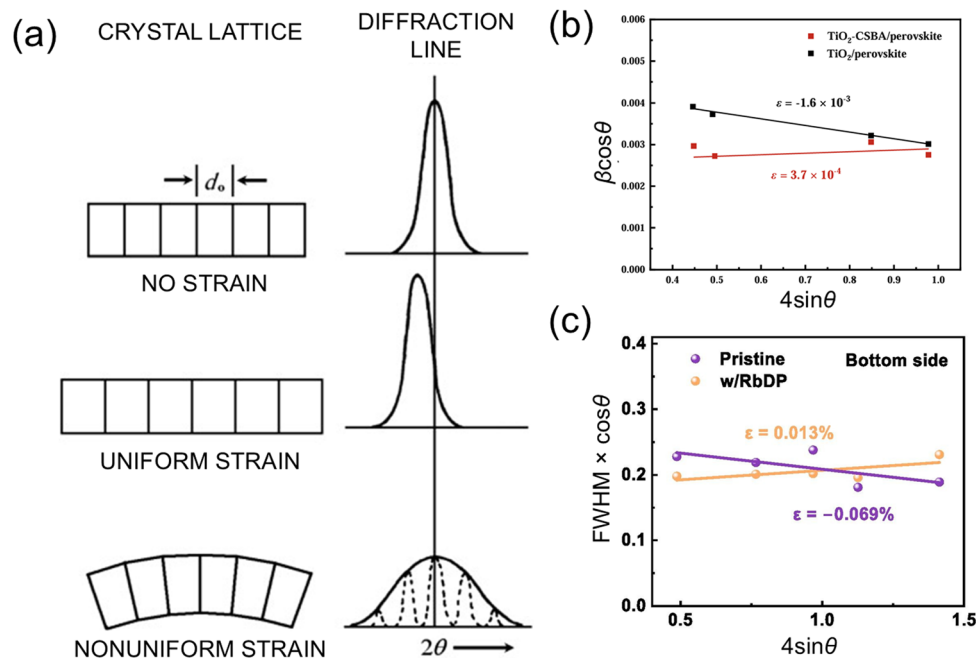 (a)
CRYSTAL LATTICE
DIFFRACTION
LINE
dₒ
NO STRAIN
UNIFORM STRAIN
NONUNIFORM STRAIN
2θ
(b)
0.006
0.005
0.004
0.003
0.002
0.001
0.000
βcosθ
TiO₂-CSBA/perovskite
TiO₂/perovskite
ε = -1.6 × 10⁻³
ε = 3.7 × 10⁻⁴
0.4 0.5 0.6 0.7 0.8 0.9 1.0
4sinθ
(c)
0.4
0.3
0.2
0.1
0.0
FWHM × cosθ
Pristine
w/RbDP
Bottom side
ε = 0.013%
ε = −0.069%
0.5 1.0 1.5
4sinθ